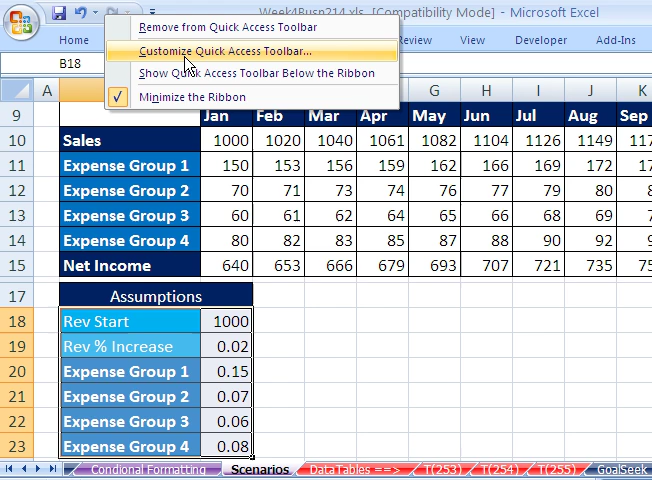 Week4Busn214.xls [Compatibility Mode] - Microsoft Excel
Remove from Quick Access Toolbar
Home Review View Developer Add-Ins
Customize Quick Access Toolbar...
B18
Show Quick Access Toolbar Below the Ribbon
Minimize the Ribbon
A G H I J K
9 Jan Feb Mar Apr May Jun Jul Aug Sep
10 Sales 1000 1020 1040 1061 1082 1104 1126 1149 117
11 Expense Group 1 150 153 156 159 162 166 169 172 17
12 Expense Group 2 70 71 73 74 76 77 79 80 8
13 Expense Group 3 60 61 62 64 65 66 68 69 7
14 Expense Group 4 80 82 83 85 87 88 90 92 9
15 Net Income 640 653 666 679 693 707 721 735 75
17 Assumptions
18 Rev Start 1000
19 Rev % Increase 0.02
20 Expense Group 1 0.15
21 Expense Group 2 0.07
22 Expense Group 3 0.06
23 Expense Group 4 0.08
Condional Formatting Scenarios DataTables ==> T(253) T(254) T(255) GoalSeek